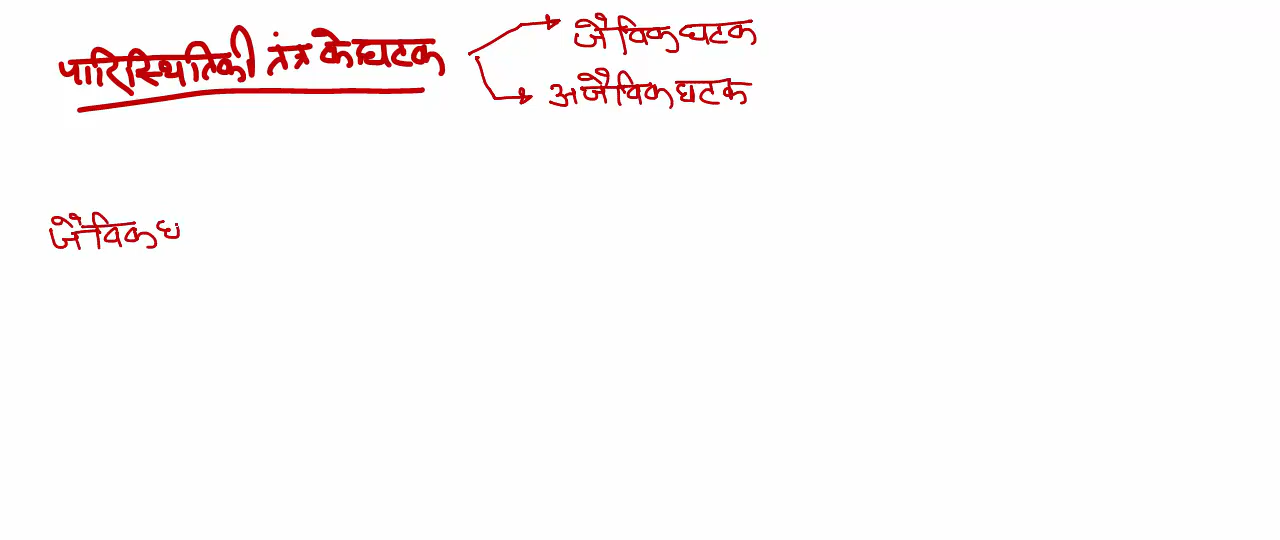 पारिस्थितिकी तंत्र के घटक
जैविक घटक
अजैविक घटक
जैविक घ